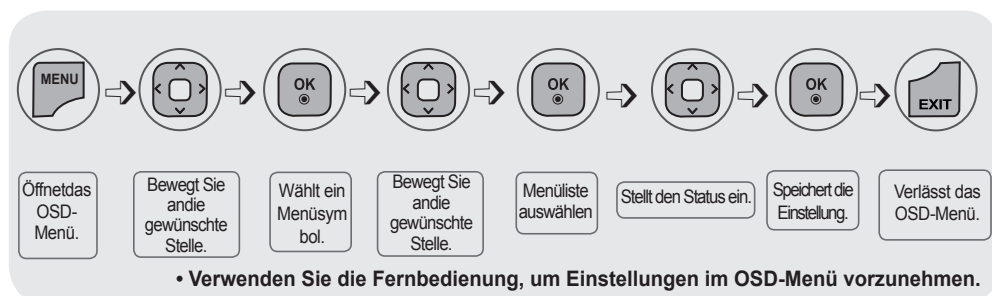 MENU
OK
OK
OK
EXIT
Öffnetdas
OSD-
Menü.
Bewegt Sie
andie
gewünschte
Stelle.
Wählt ein
Menüsym
bol.
Bewegt Sie
andie
gewünschte
Stelle.
Menüliste
auswählen
Stellt den Status ein.
Speichert die
Einstellung.
Verlässt das
OSD-Menü.
• Verwenden Sie die Fernbedienung, um Einstellungen im OSD-Menü vorzunehmen.